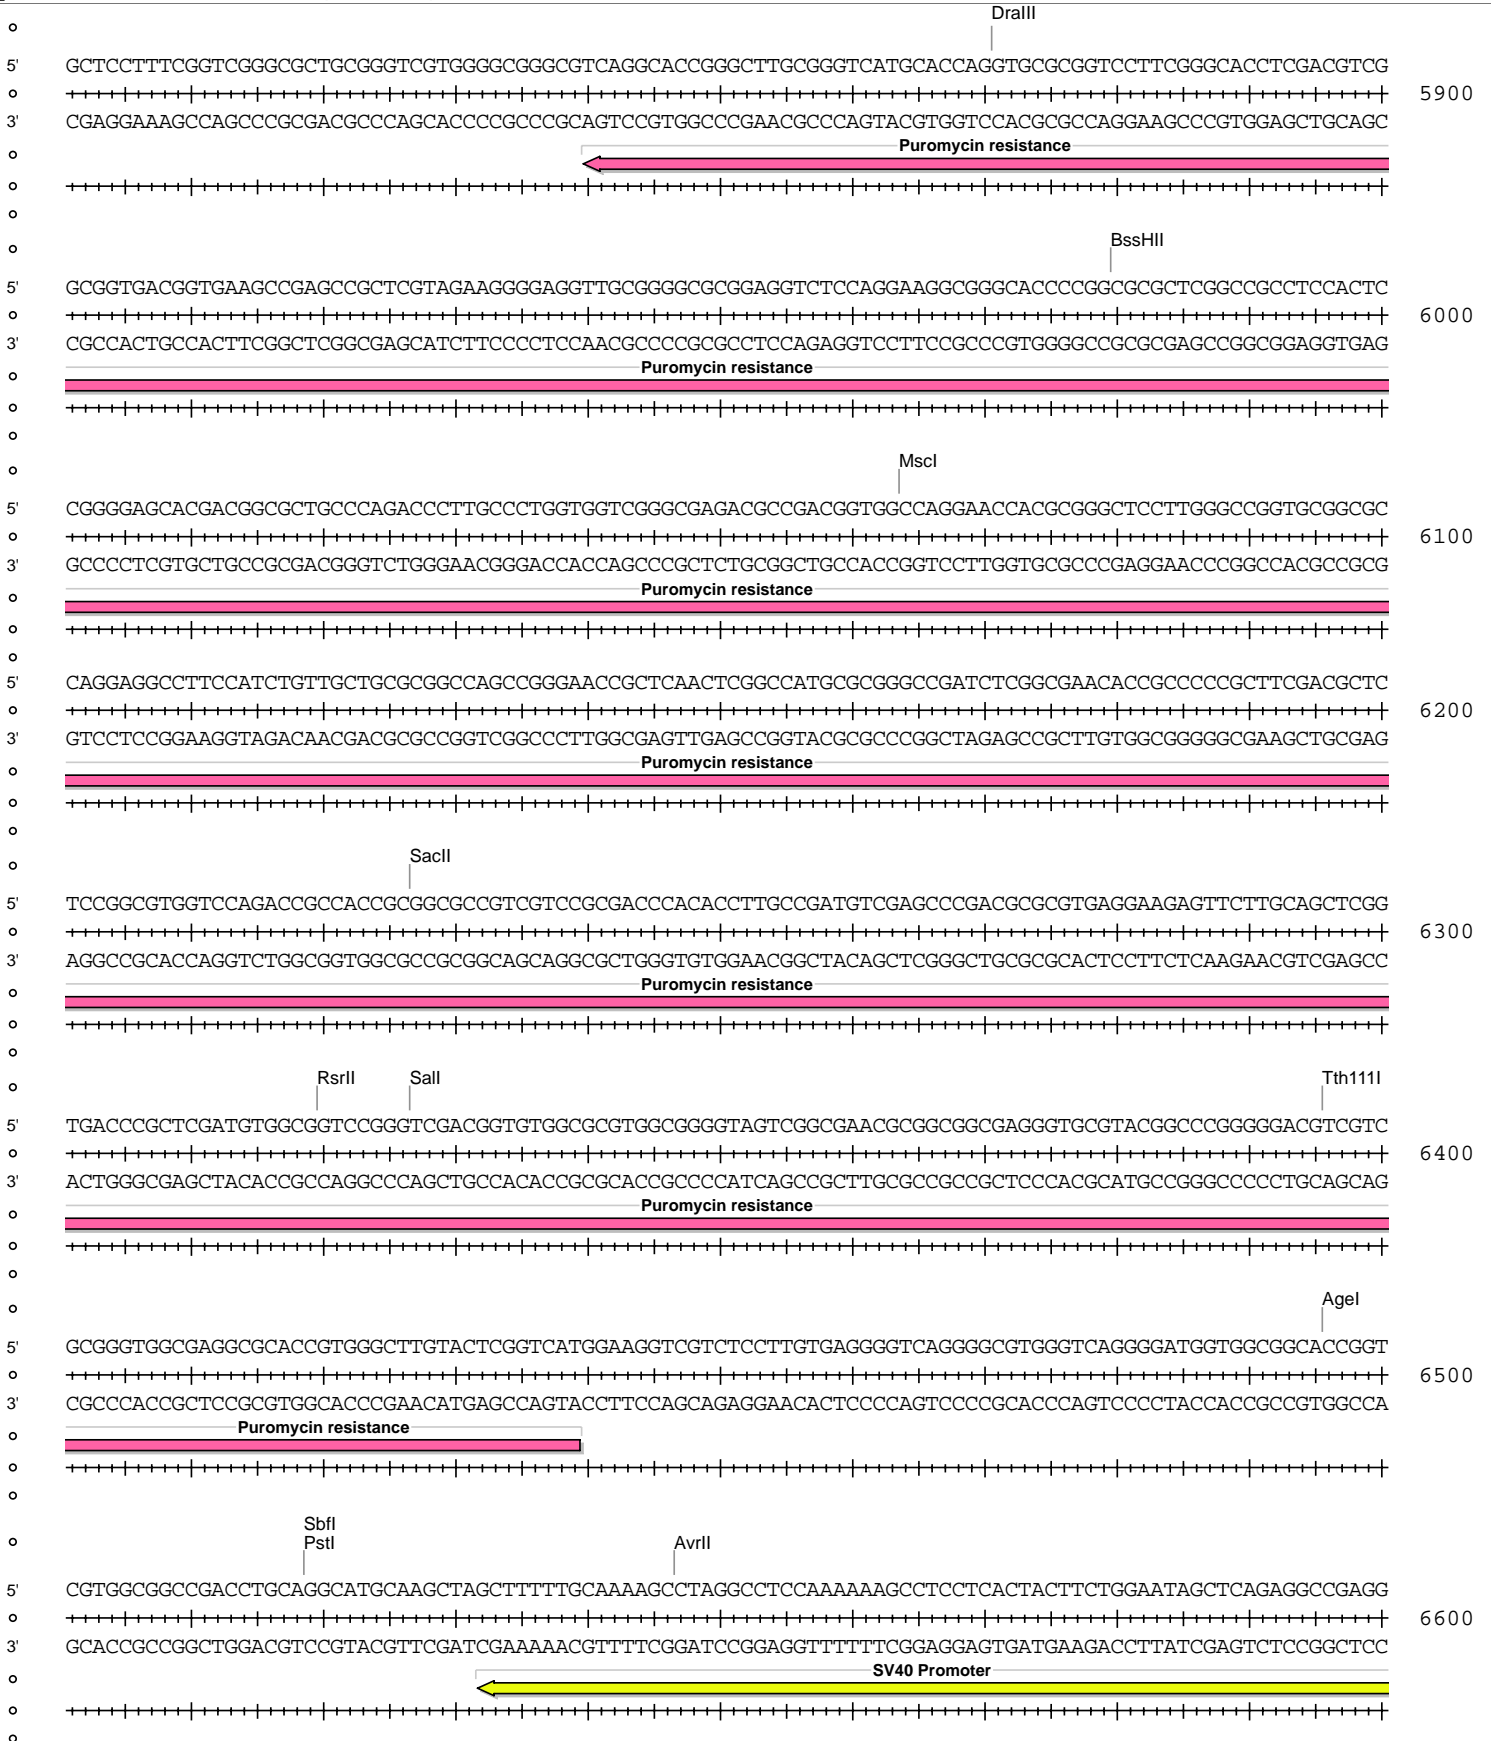 DraIII
5' GCTCCTTTCGGTCGGGCGCTGCGGGTCGTGGGGCGGGCGTCAGGCACCGGGCTTGCGGGTCATGCACCAGGTGCGCGGTCCTTCGGGCACCTCGACGTCG
5900
3' CGAGGAAAGCCAGCCCGCGACGCCCAGCACCCCGCCCGCAGTCCGTGGCCCGAACGCCCAGTACGTGGTCCACGCGCCAGGAAGCCCGTGGAGCTGCAGC
Puromycin resistance
BssHII
5' GCGGTGACGGTGAAGCCGAGCCGCTCGTAGAAGGGGAGGTTGCGGGGCGCGGAGGTCTCCAGGAAGGCGGGCACCCCGGCGCGCTCGGCCGCCTCCACTC
6000
3' CGCCACTGCCACTTCGGCTCGGCGAGCATCTTCCCCTCCAACGCCCCGCGCCTCCAGAGGTCCTTCCGCCCGTGGGGCCGCGCGAGCCGGCGGAGGTGAG
Puromycin resistance
MscI
5' CGGGGAGCACGACGGCGCTGCCCAGACCCTTGCCCTGGTGGTCGGGCGAGACGCCGACGGTGGCCAGGAACCACGCGGGCTCCTTGGGCCGGTGCGGCGC
6100
3' GCCCCTCGTGCTGCCGCGACGGGTCTGGGAACGGGACCACCAGCCCGCTCTGCGGCTGCCACCGGTCCTTGGTGCGCCCGAGGAACCCGGCCACGCCGCG
Puromycin resistance
5' CAGGAGGCCTTCCATCTGTTGCTGCGCGGCCAGCCGGGAACCGCTCAACTCGGCCATGCGCGGGCCGATCTCGGCGAACACCGCCCCCGCTTCGACGCTC
6200
3' GTCCTCCGGAAGGTAGACAACGACGCGCCGGTCGGCCCTTGGCGAGTTGAGCCGGTACGCGCCCGGCTAGAGCCGCTTGTGGCGGGGGCGAAGCTGCGAG
Puromycin resistance
SacII
5' TCCGGCGTGGTCCAGACCGCCACCGCGGCGCCGTCGTCCGCGACCCACACCTTGCCGATGTCGAGCCCGACGCGCGTGAGGAAGAGTTCTTGCAGCTCGG
6300
3' AGGCCGCACCAGGTCTGGCGGTGGCGCCGCGGCAGCAGGCGCTGGGTGTGGAACGGCTACAGCTCGGGCTGCGCGCACTCCTTCTCAAGAACGTCGAGCC
Puromycin resistance
RsrII SalI Tth111I
5' TGACCCGCTCGATGTGGCGGTCCGGGTCGACGGTGTGGCGCGTGGCGGGGTAGTCGGCGAACGCGGCGGCGAGGGTGCGTACGGCCCGGGGGACGTCGTC
6400
3' ACTGGGCGAGCTACACCGCCAGGCCCAGCTGCCACACCGCGCACCGCCCCATCAGCCGCTTGCGCCGCCGCTCCCACGCATGCCGGGCCCCCTGCAGCAG
Puromycin resistance
AgeI
5' GCGGGTGGCGAGGCGCACCGTGGGCTTGTACTCGGTCATGGAAGGTCGTCTCCTTGTGAGGGGTCAGGGGCGTGGGTCAGGGGATGGTGGCGGCACCGGT
6500
3' CGCCCACCGCTCCGCGTGGCACCCGAACATGAGCCAGTACCTTCCAGCAGAGGAACACTCCCCAGTCCCCGCACCCAGTCCCCTACCACCGCCGTGGCCA
Puromycin resistance
SbfI
PstI AvrII
5' CGTGGCGGCCGACCTGCAGGCATGCAAGCTAGCTTTTTGCAAAAGCCTAGGCCTCCAAAAAAGCCTCCTCACTACTTCTGGAATAGCTCAGAGGCCGAGG
6600
3' GCACCGCCGGCTGGACGTCCGTACGTTCGATCGAAAAACGTTTTCGGATCCGGAGGTTTTTTCGGAGGAGTGATGAAGACCTTATCGAGTCTCCGGCTCC
SV40 Promoter